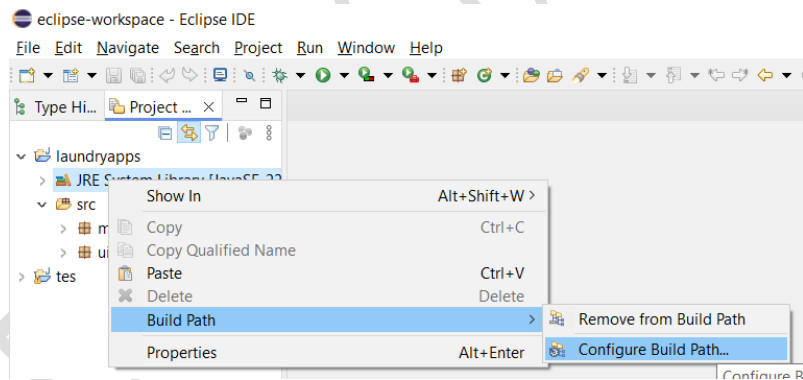 eclipse-workspace - Eclipse IDE
File Edit Navigate Search Project Run Window Help
Type Hi... Project ...
laundryapps
JRE System Library [JavaSE-22
src
m
ui
tes
Show In Alt+Shift+W >
Copy Ctrl+C
Copy Qualified Name
Paste Ctrl+V
Delete Delete
Build Path >
Remove from Build Path
Configure Build Path...
Properties Alt+Enter
Configure B